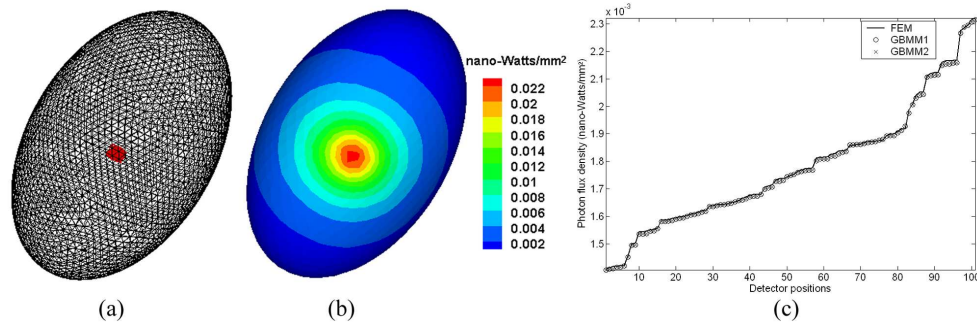 nano-Watts/mm²
0.022
0.02
0.018
0.016
0.014
0.012
0.01
0.008
0.006
0.004
0.002
x 10⁻³
2.3
2.2
2.1
1.9
1.8
1.7
1.6
1.5
Photon flux density (nano-Watts/mm²)
FEM
GBMM1
GBMM2
10 20 30 40 50 60 70 80 90 100
Detector positions
(a) (b) (c)